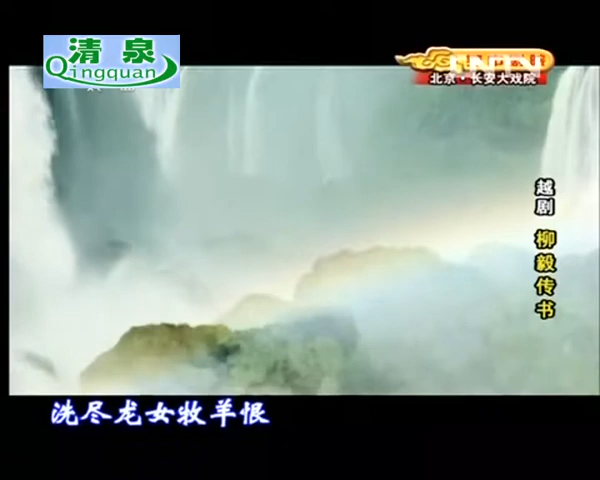 清泉
Qingquan
北京·长安大戏院
越剧 柳毅传书
洗尽龙女牧羊恨